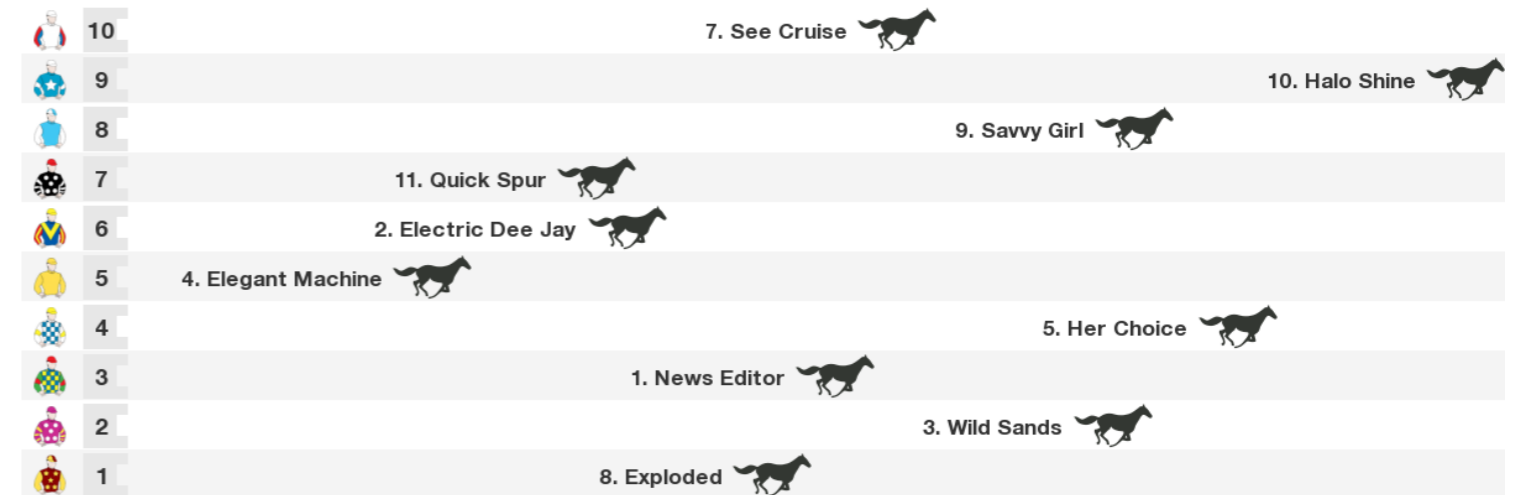 10 7. See Cruise
9 10. Halo Shine
8 9. Savvy Girl
7 11. Quick Spur
6 2. Electric Dee Jay
5 4. Elegant Machine
4 5. Her Choice
3 1. News Editor
2 3. Wild Sands
1 8. Exploded